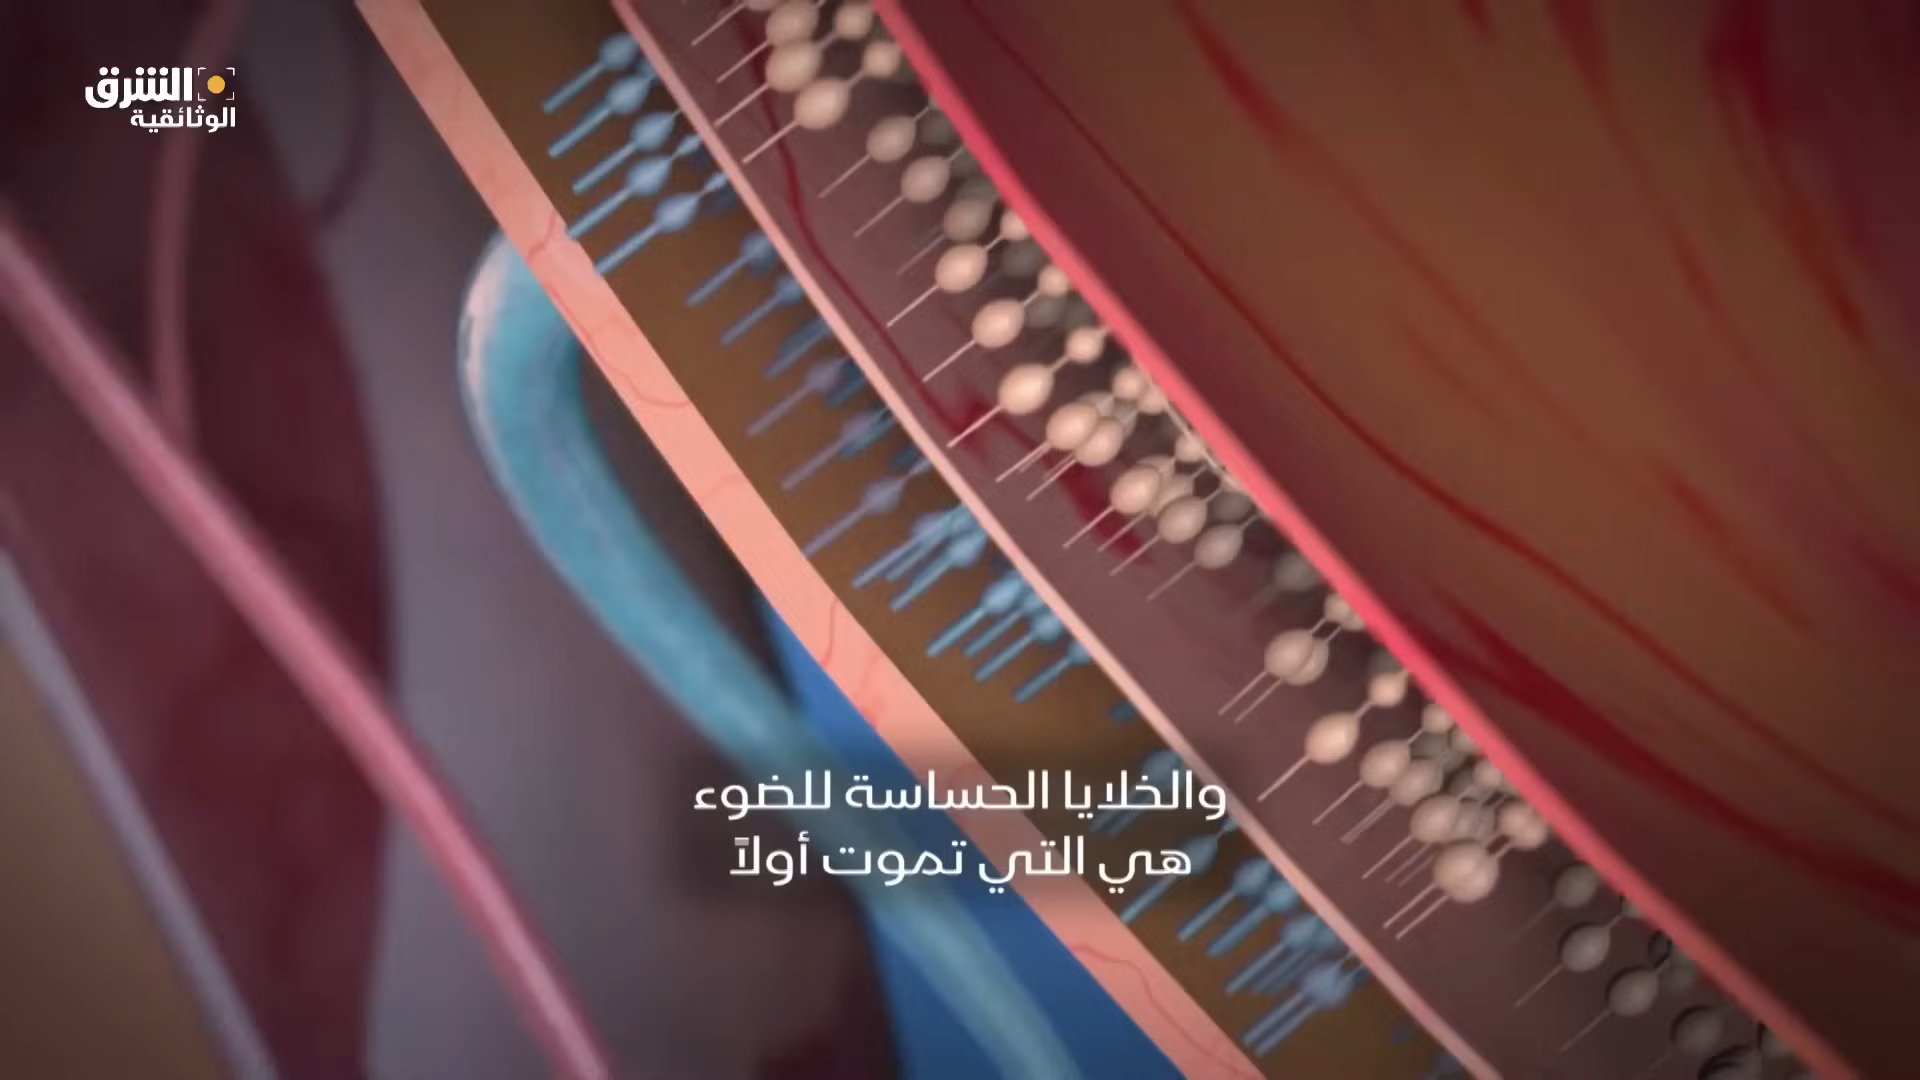 الشرق
الوثائقية
والخلايا الحساسة للضوء
هي التي تموت أولاً